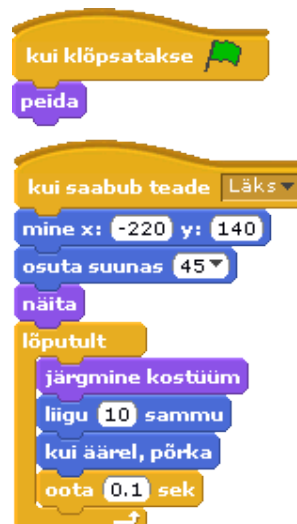 kui klõpsatakse
peida
kui saabub teade Läks
mine x: -220 y: 140
osuta suunas 45
näita
lõputult
järgmine kostüüm
liigu 10 sammu
kui äärel, põrka
oota 0.1 sek